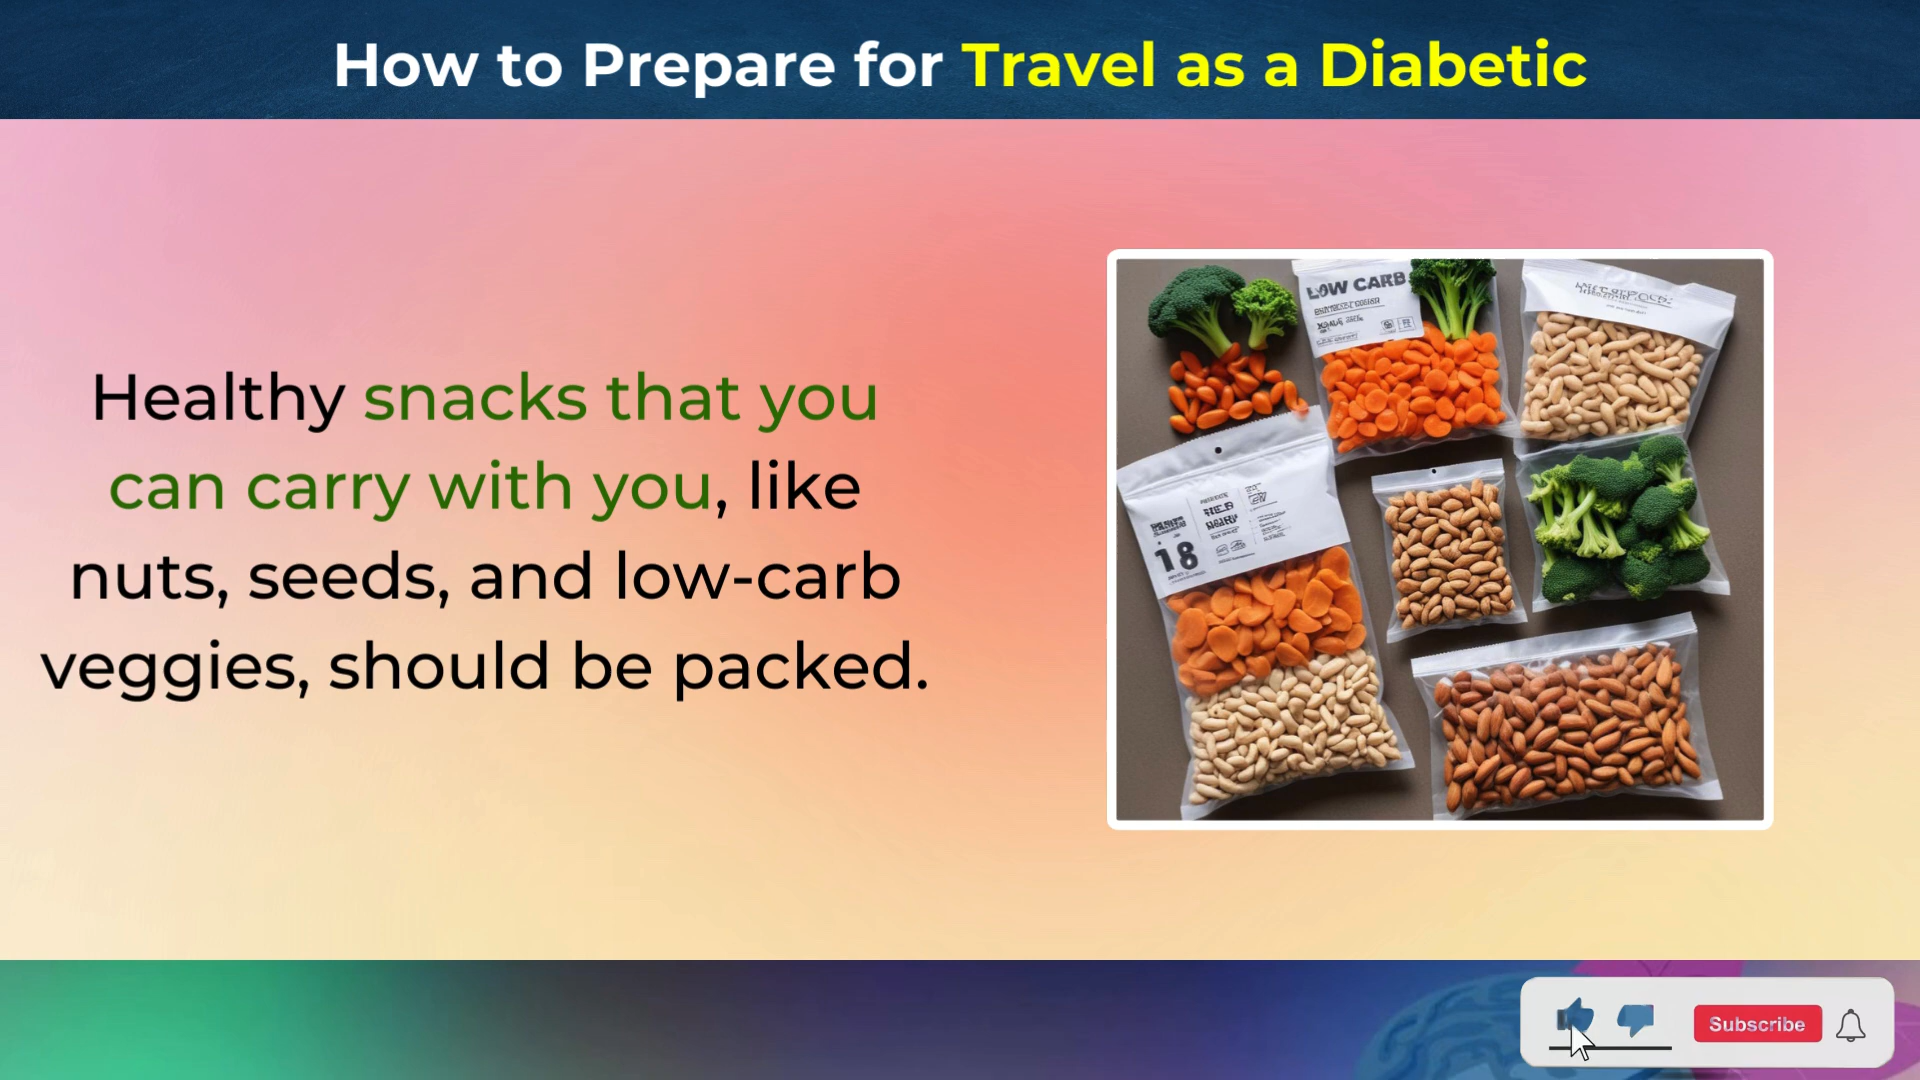 How to Prepare for Travel as a Diabetic
Healthy snacks that you
can carry with you, like
nuts, seeds, and low-carb
veggies, should be packed.
LOW CARB
18
Subscribe